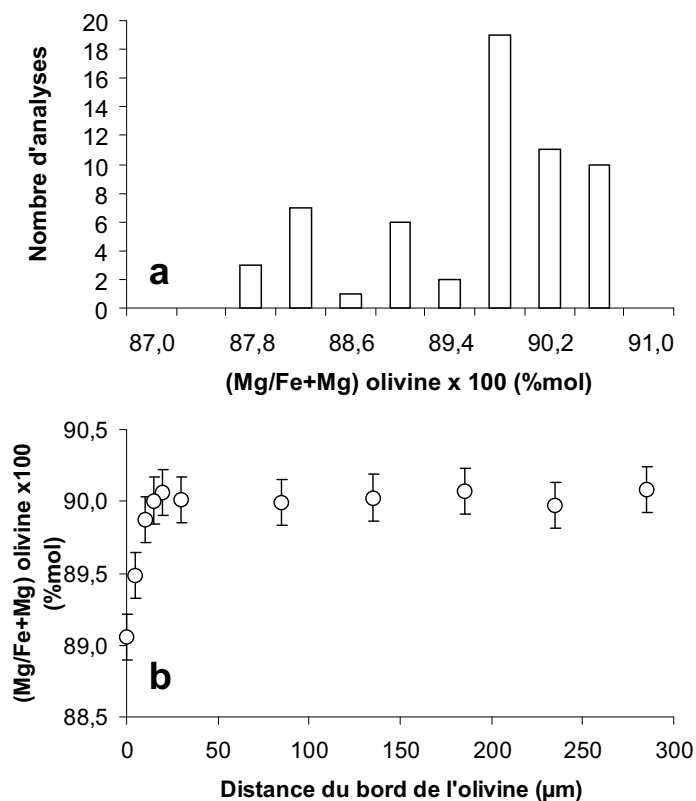 20
18
16
14
12
10
8
6
4
2
0
Nombre d'analyses
a
87,0 87,8 88,6 89,4 90,2 91,0
(Mg/Fe+Mg) olivine x 100 (%mol)
90,5
90,0
89,5
89,0
88,5
(Mg/Fe+Mg) olivine x100
(%mol)
b
0 50 100 150 200 250 300
Distance du bord de l'olivine (µm)